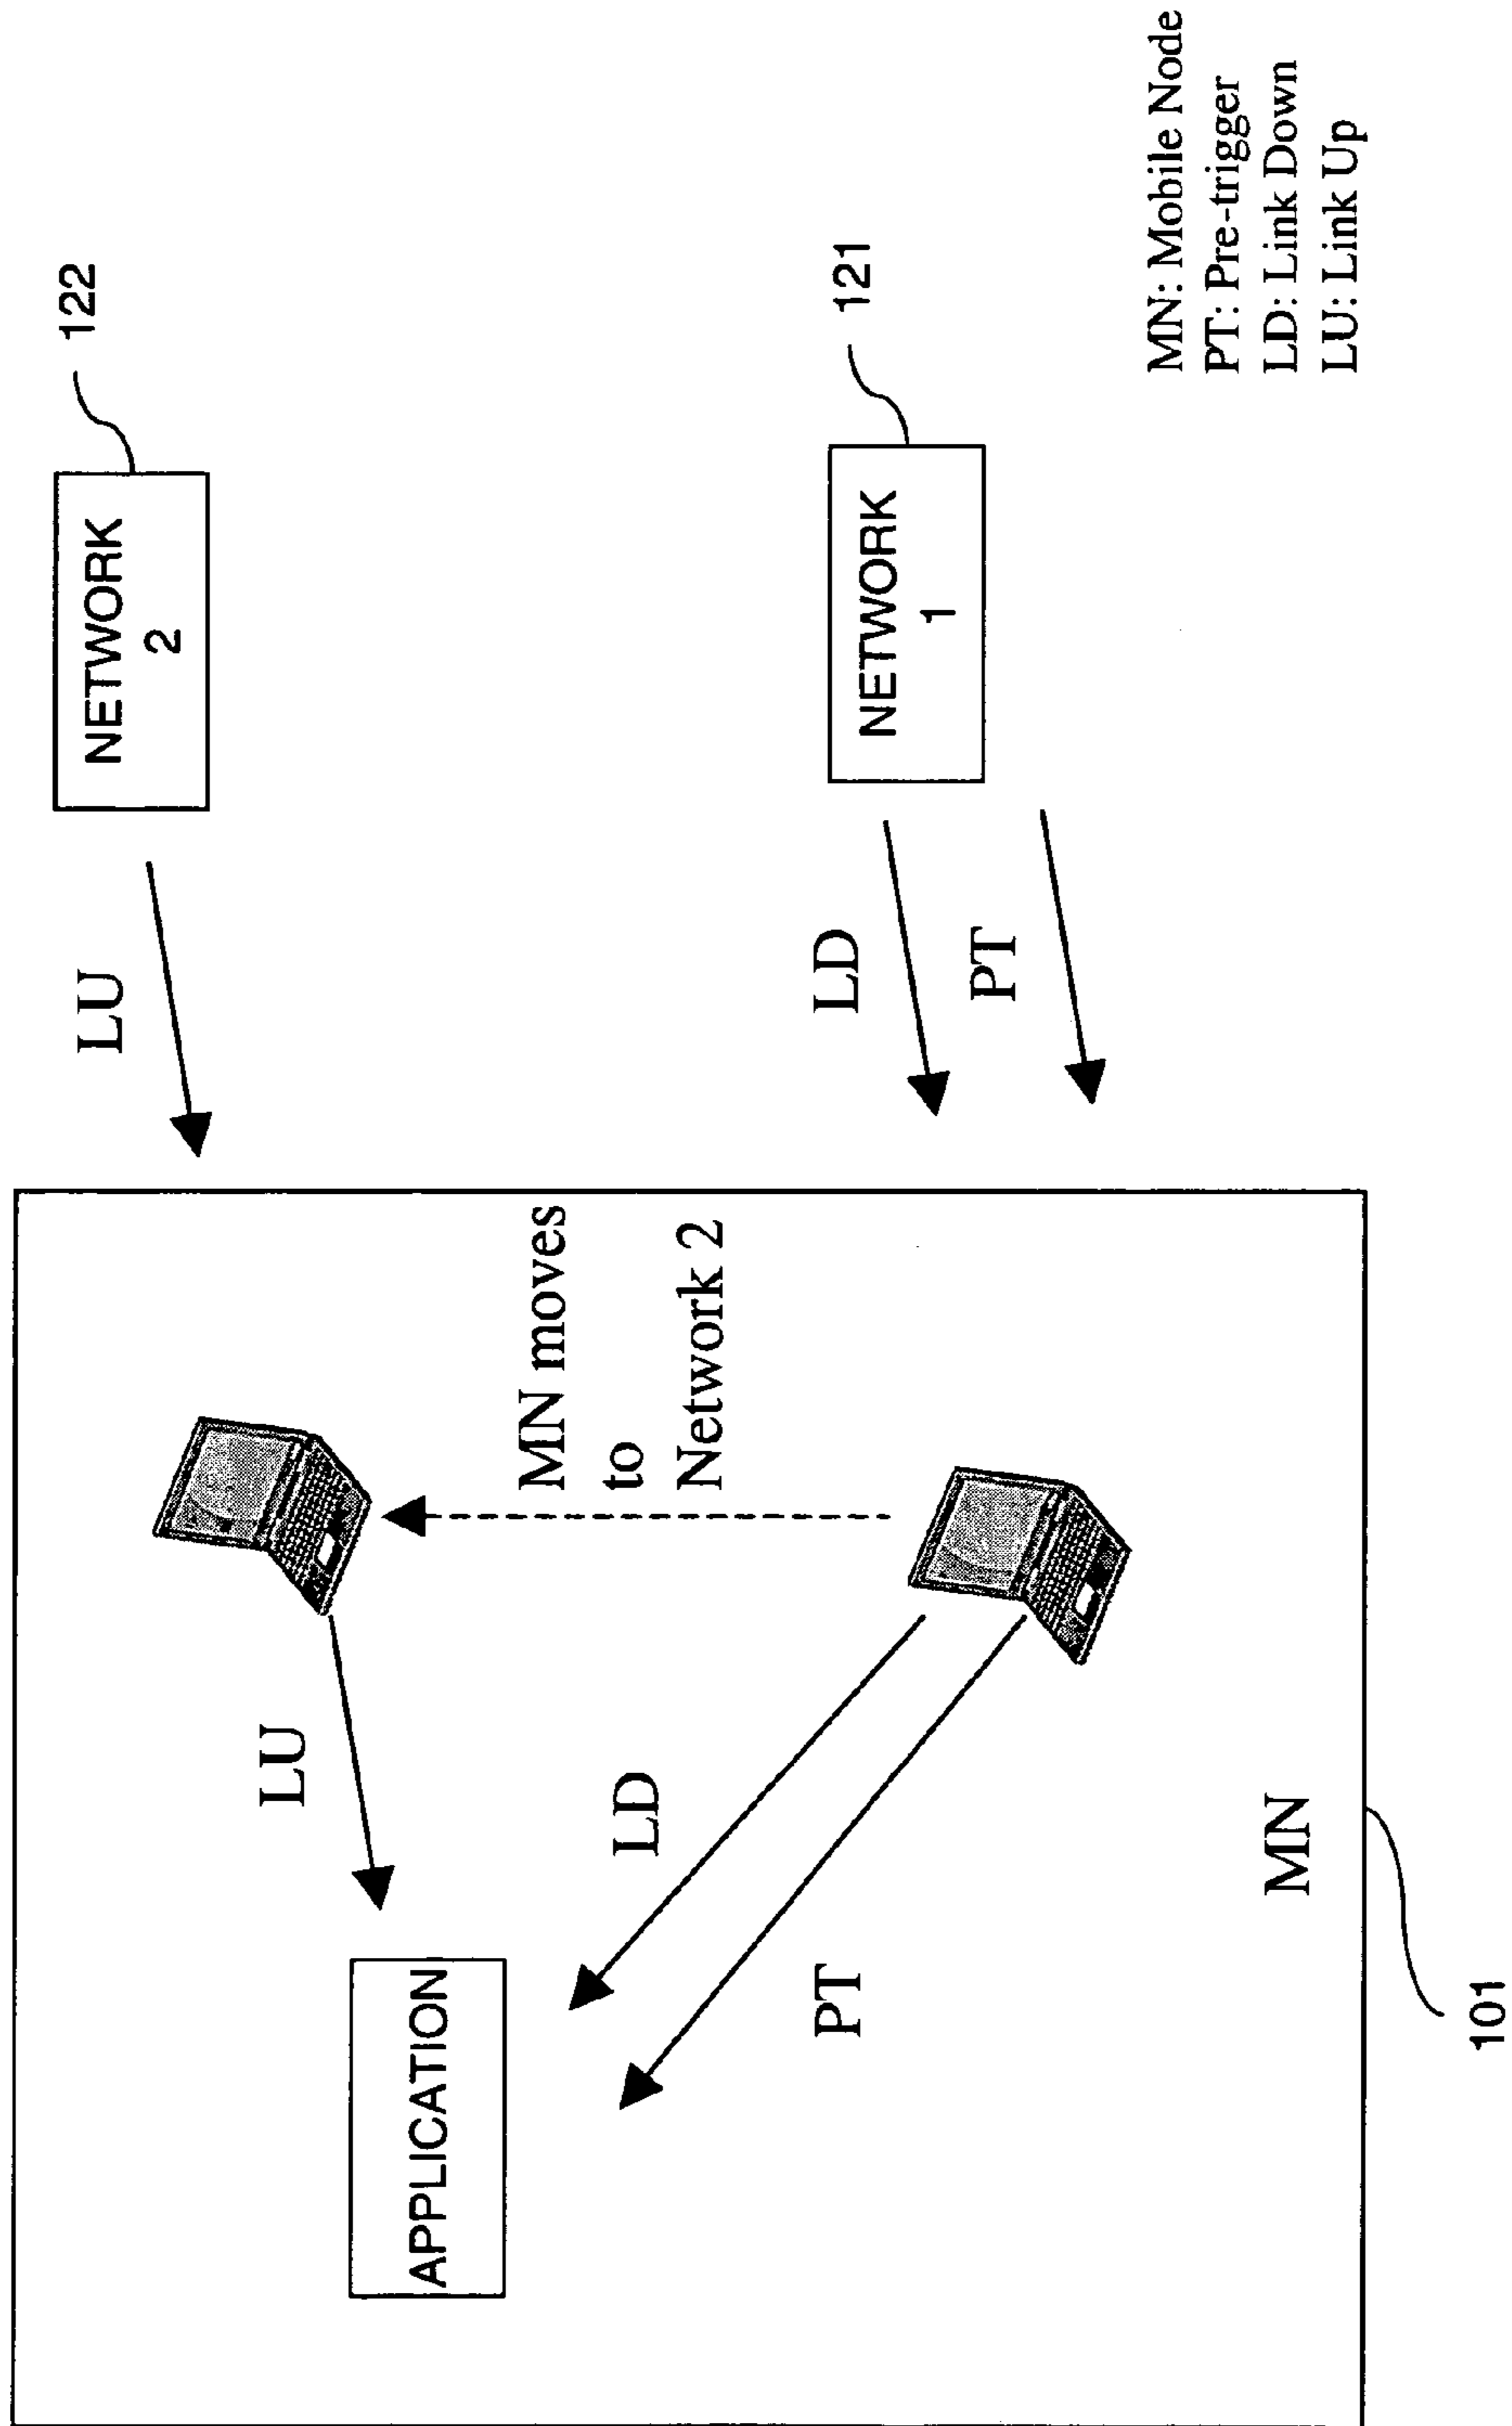 122
NETWORK
2
LU
121
NETWORK
1
LD
PT
MN: Mobile Node
PT: Pre-trigger
LD: Link Down
LU: Link Up
MN moves
to
Network 2
LU
LD
PT
APPLICATION
MN
101